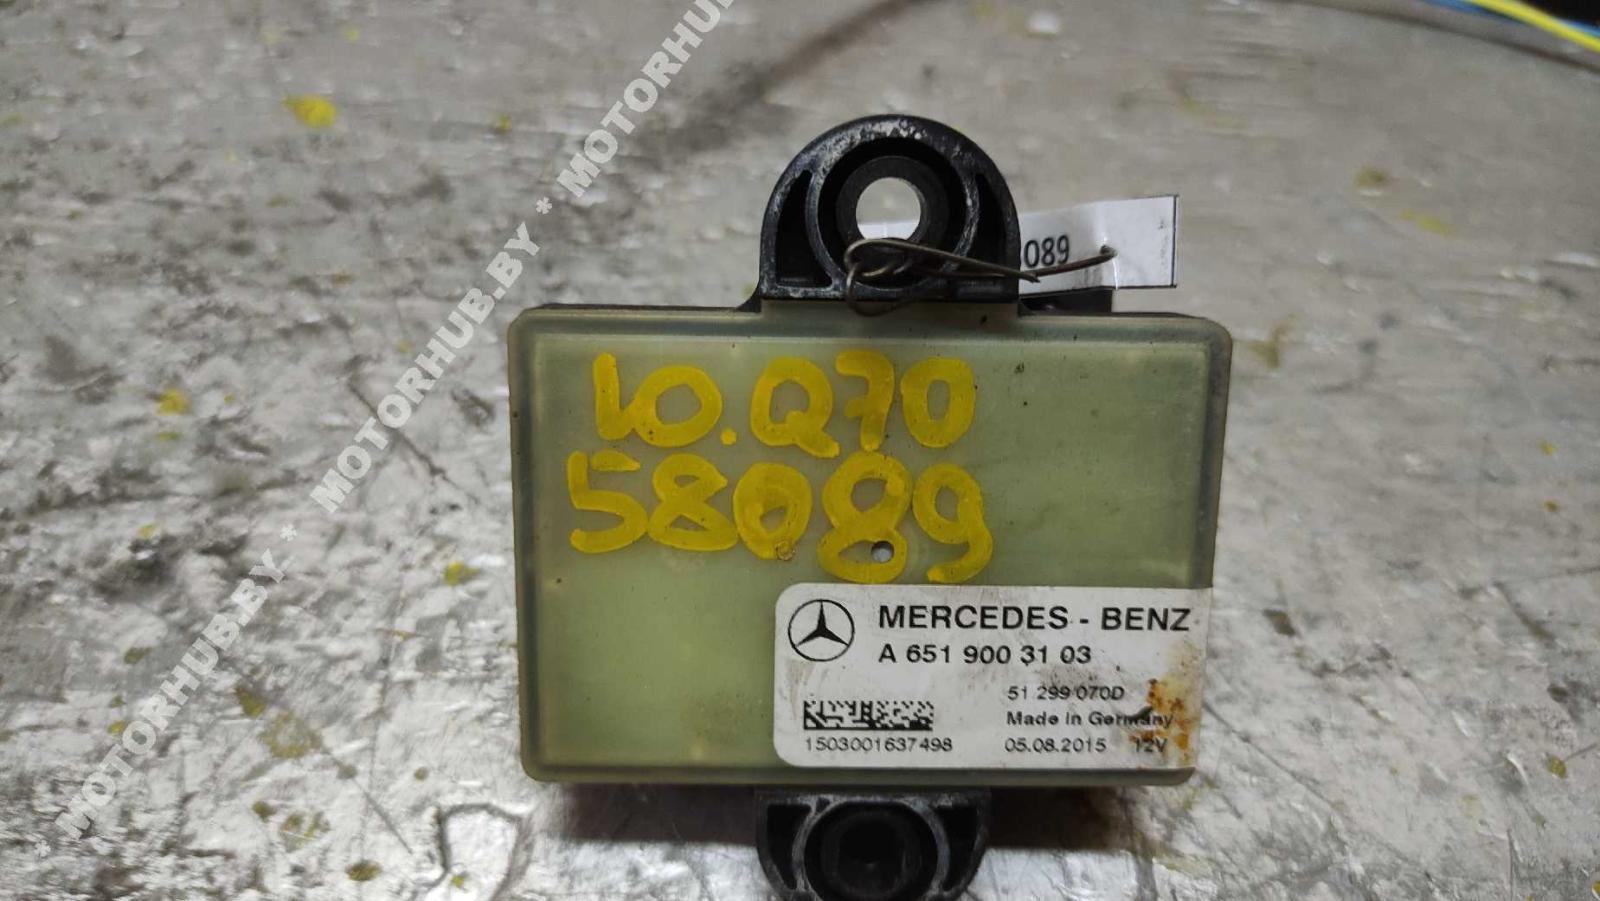 * MOTORHUB.BY * MOTORHUB.BY * MOTORHUB
089
10.Q70
58089
MERCEDES - BENZ
A 651 900 31 03
51 299 070D
Made in Germany
1503001637498 05.08.2015 12V